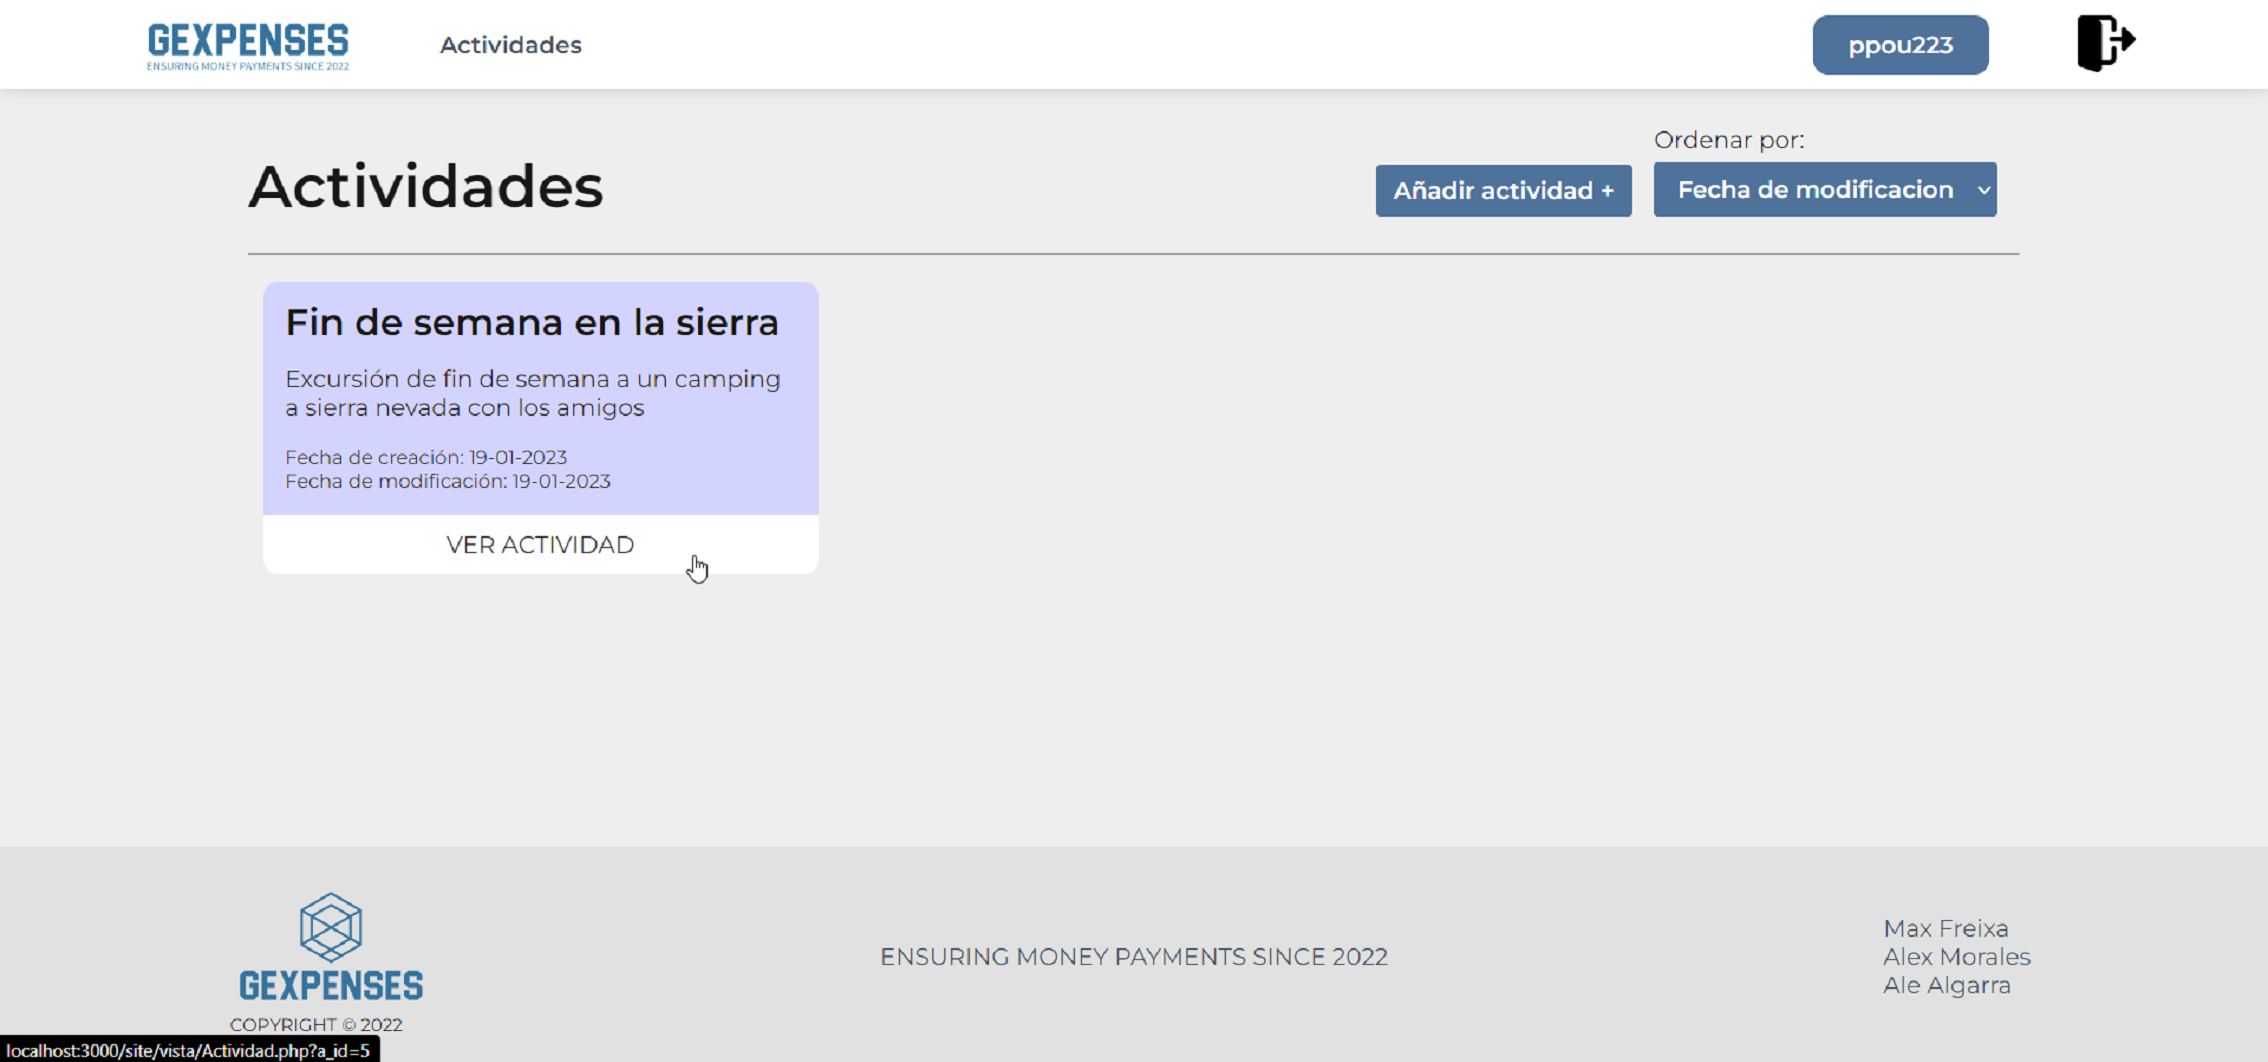 GEXPENSES
ENSURING MONEY PAYMENTS SINCE 2022
Actividades
ppou223
Actividades
Añadir actividad +
Ordenar por:
Fecha de modificacion
Fin de semana en la sierra
Excursión de fin de semana a un camping
a sierra nevada con los amigos
Fecha de creación: 19-01-2023
Fecha de modificación: 19-01-2023
VER ACTIVIDAD
GEXPENSES
COPYRIGHT © 2022
ENSURING MONEY PAYMENTS SINCE 2022
Max Freixa
Alex Morales
Ale Algarra
localhost:3000/site/vista/Actividad.php?a_id=5